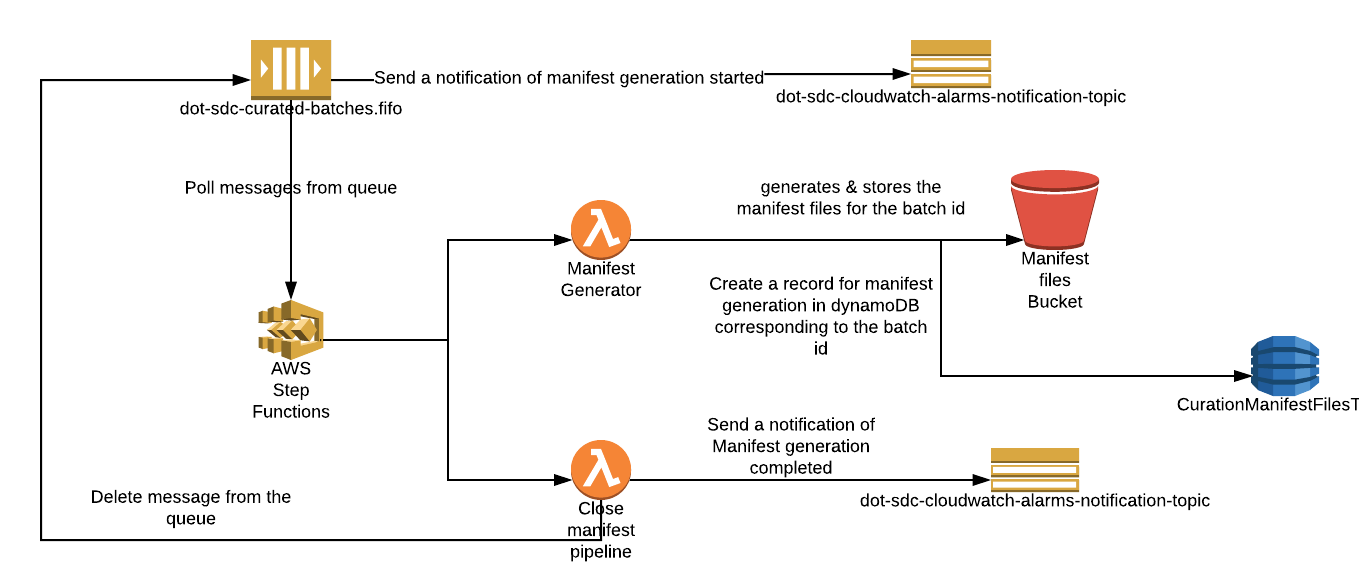 Send a notification of manifest generation started
dot-sdc-curated-batches.fifo
dot-sdc-cloudwatch-alarms-notification-topic
Poll messages from queue
generates & stores the
manifest files for the batch id
Manifest
Generator
Manifest
files
Bucket
Create a record for manifest
generation in dynamoDB
corresponding to the batch
id
AWS
Step
Functions
CurationManifestFilesT
Send a notification of
Manifest generation
completed
Delete message from the
queue
Close
manifest
pipeline
dot-sdc-cloudwatch-alarms-notification-topic